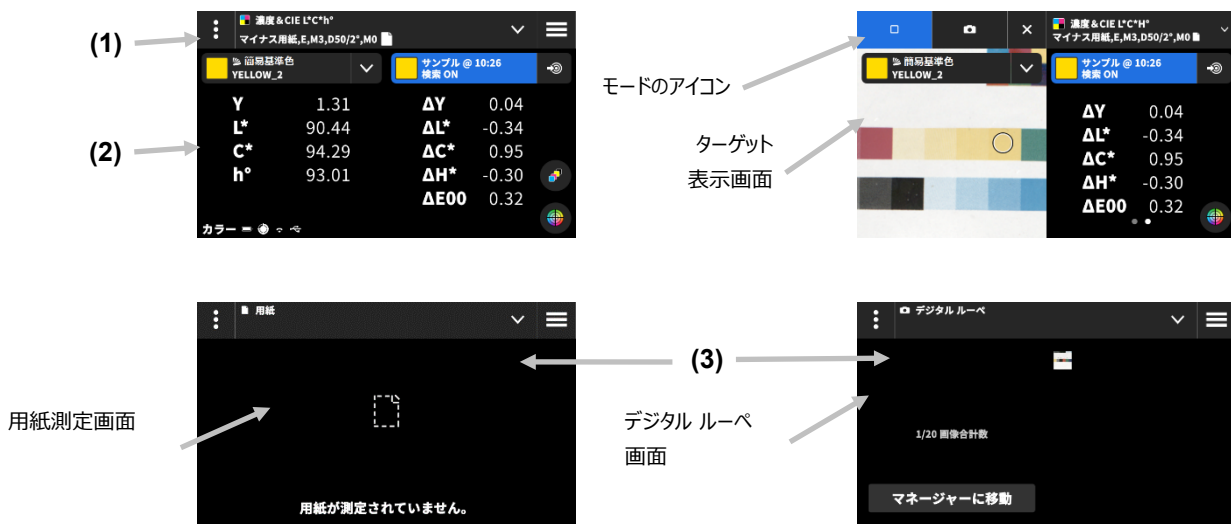 (1)
濃度&CIE L*C*h°
マイナス用紙,E,M3,D50/2°,M0
簡易基準色
YELLOW_2
サンプル @ 10:26
検索 ON
(2)
Y 1.31 ΔY 0.04
L* 90.44 ΔL* -0.34
C* 94.29 ΔC* 0.95
h° 93.01 ΔH* -0.30
ΔE00 0.32
カラー
モードのアイコン
ターゲット
表示画面
濃度&CIE L*C*H°
マイナス用紙,E,M3,D50/2°,M0
簡易基準色
YELLOW_2
サンプル @ 10:26
検索 ON
ΔY 0.04
ΔL* -0.34
ΔC* 0.95
ΔH* -0.30
ΔE00 0.32
用紙測定画面
用紙
用紙が測定されていません。
(3)
デジタル ルーペ
画面
デジタル ルーペ
1/20 画像合計数
マネージャーに移動